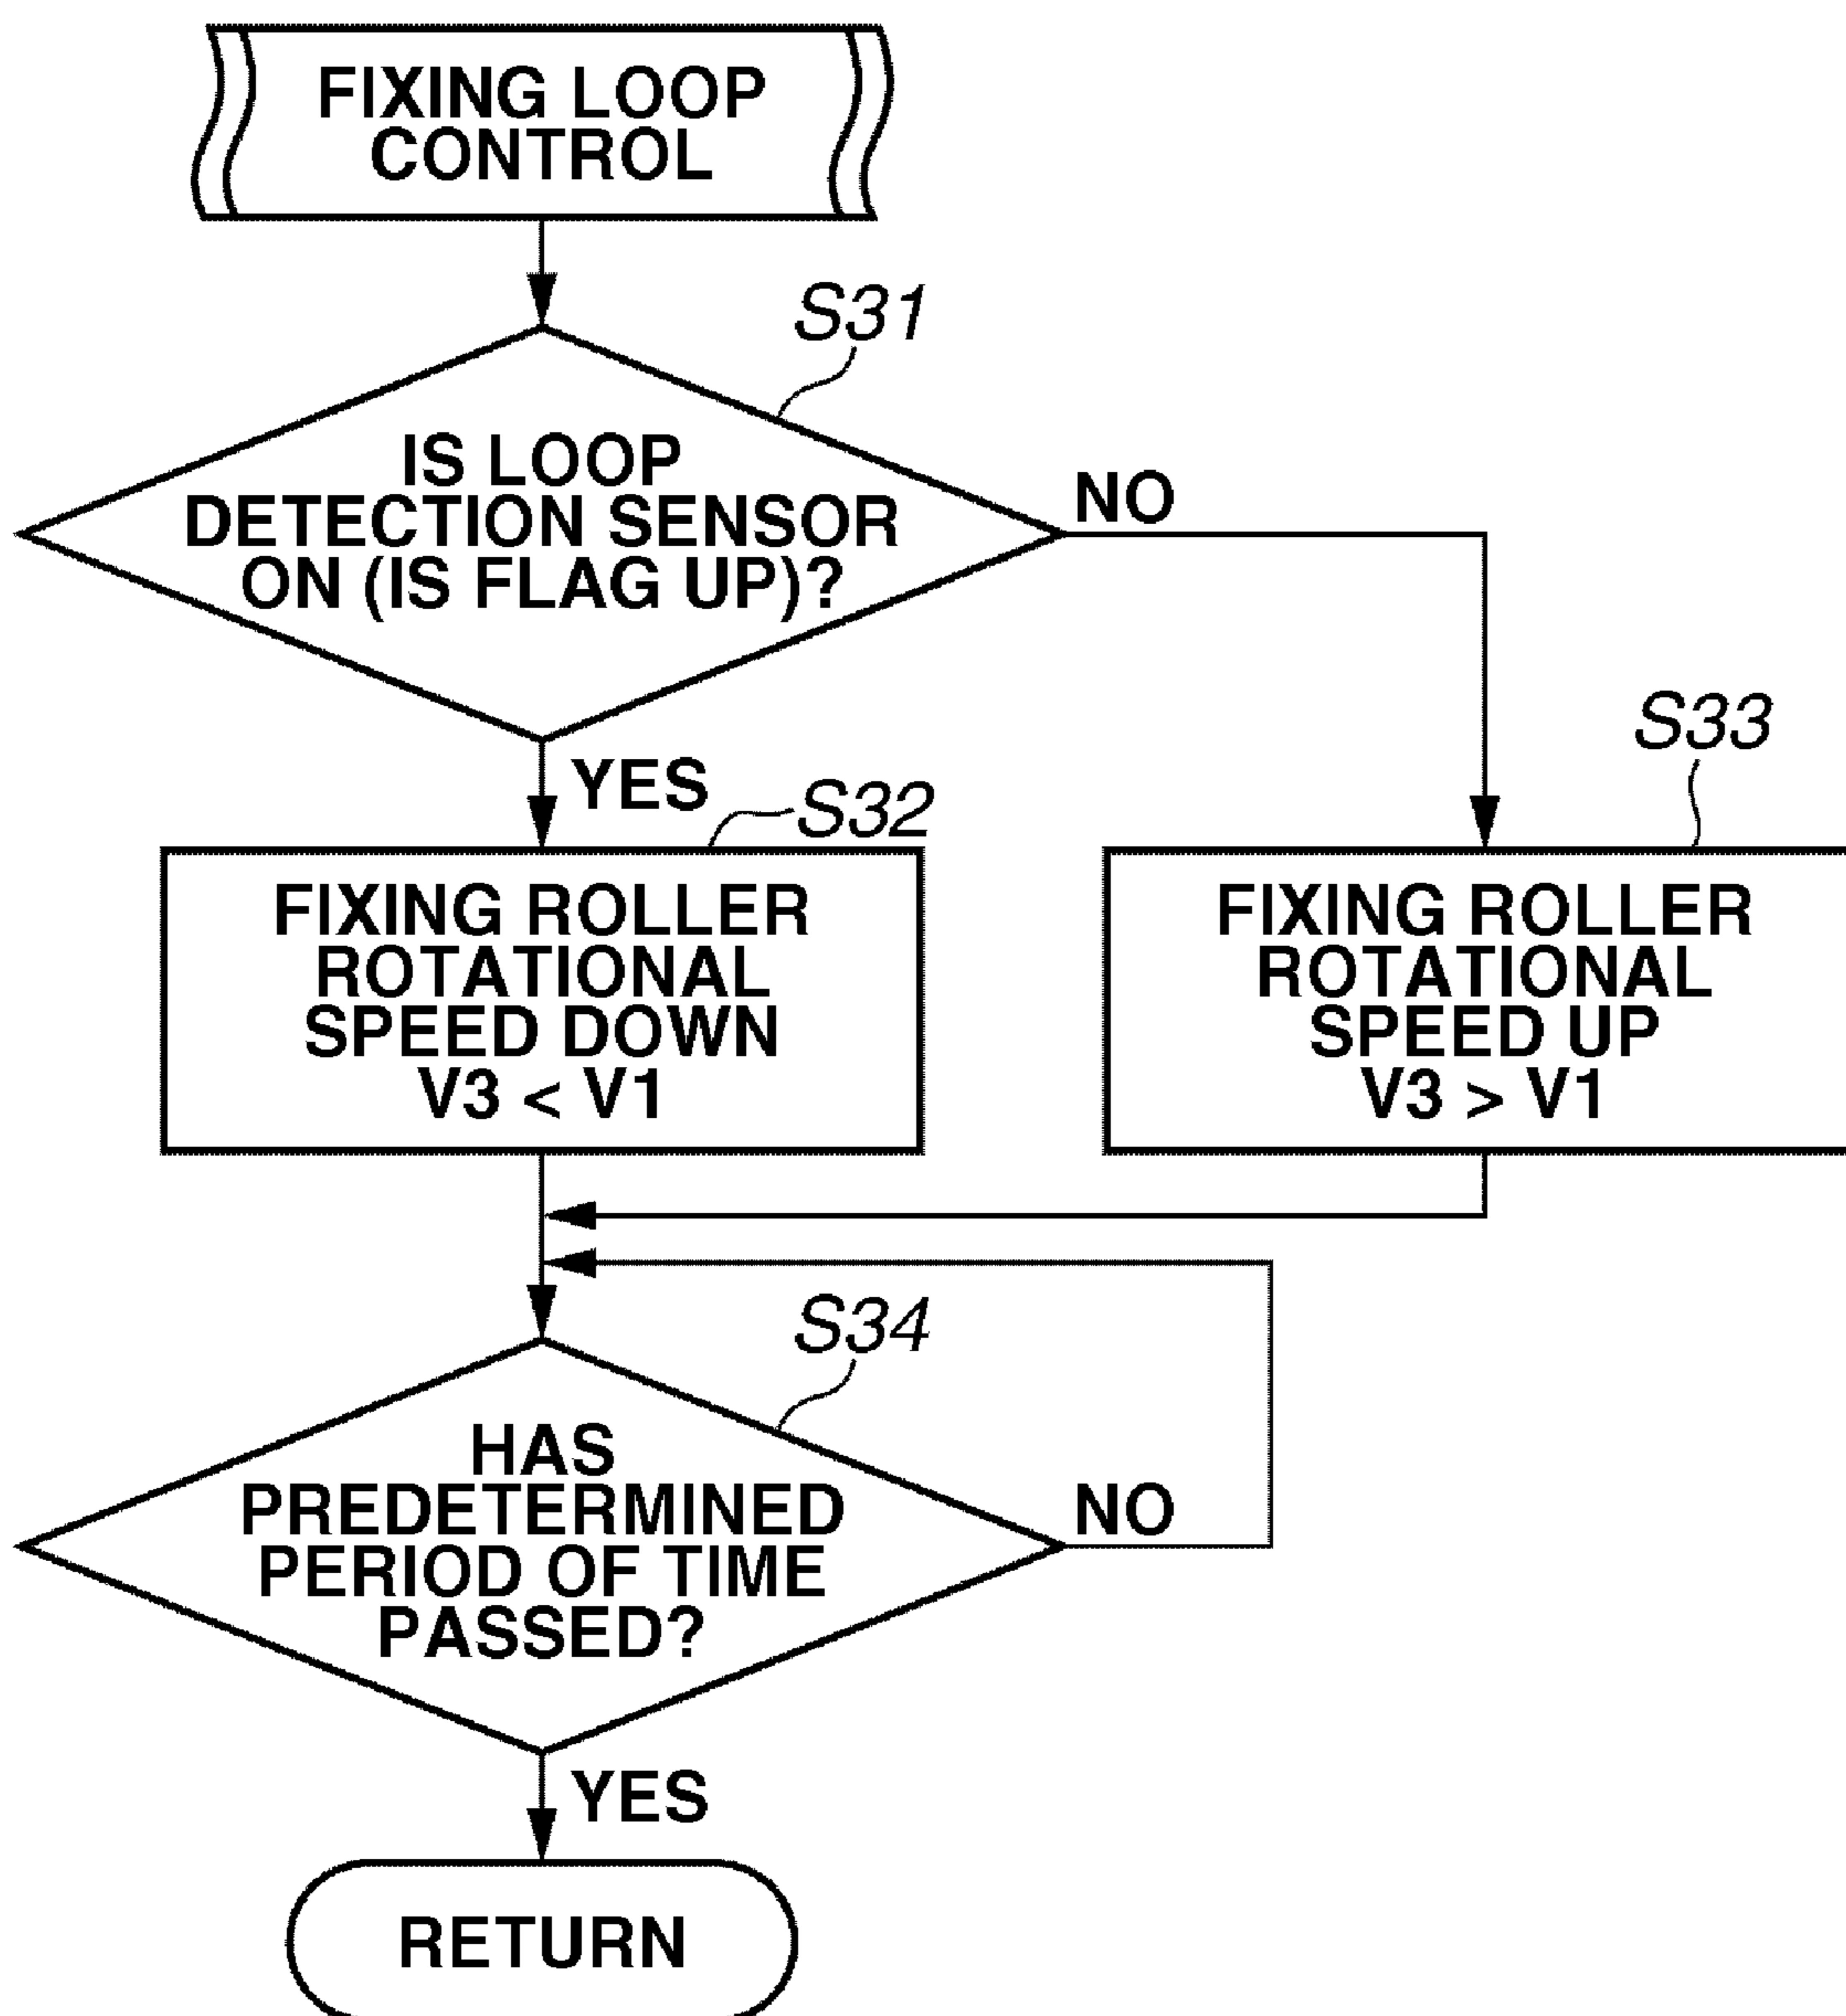 FIXING LOOP
CONTROL
S31
IS LOOP
DETECTION SENSOR
ON (IS FLAG UP)?
NO
YES
S32
FIXING ROLLER
ROTATIONAL
SPEED DOWN
V3 < V1
S33
FIXING ROLLER
ROTATIONAL
SPEED UP
V3 > V1
S34
HAS
PREDETERMINED
PERIOD OF TIME
PASSED?
NO
YES
RETURN